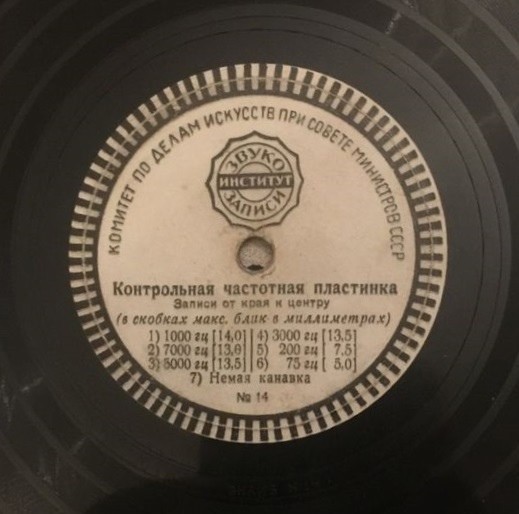 КОМИТЕТ ПО ДЕЛАМ ИСКУССТВ ПРИ СОВЕТЕ МИНИСТРОВ СССР
ЗВУКО
ИНСТИТУТ
ЗАПИСИ
Контрольная частотная пластинка
Записи от края к центру
(в скобках макс. блик в миллиметрах)
1) 1000 гц [14,0] 4) 3000 гц [13,5]
2) 7000 гц [13,0] 5) 200 гц [7,5]
3) 5000 гц [13,5] 6) 75 гц [5,0]
7) Немая канавка
№ 14